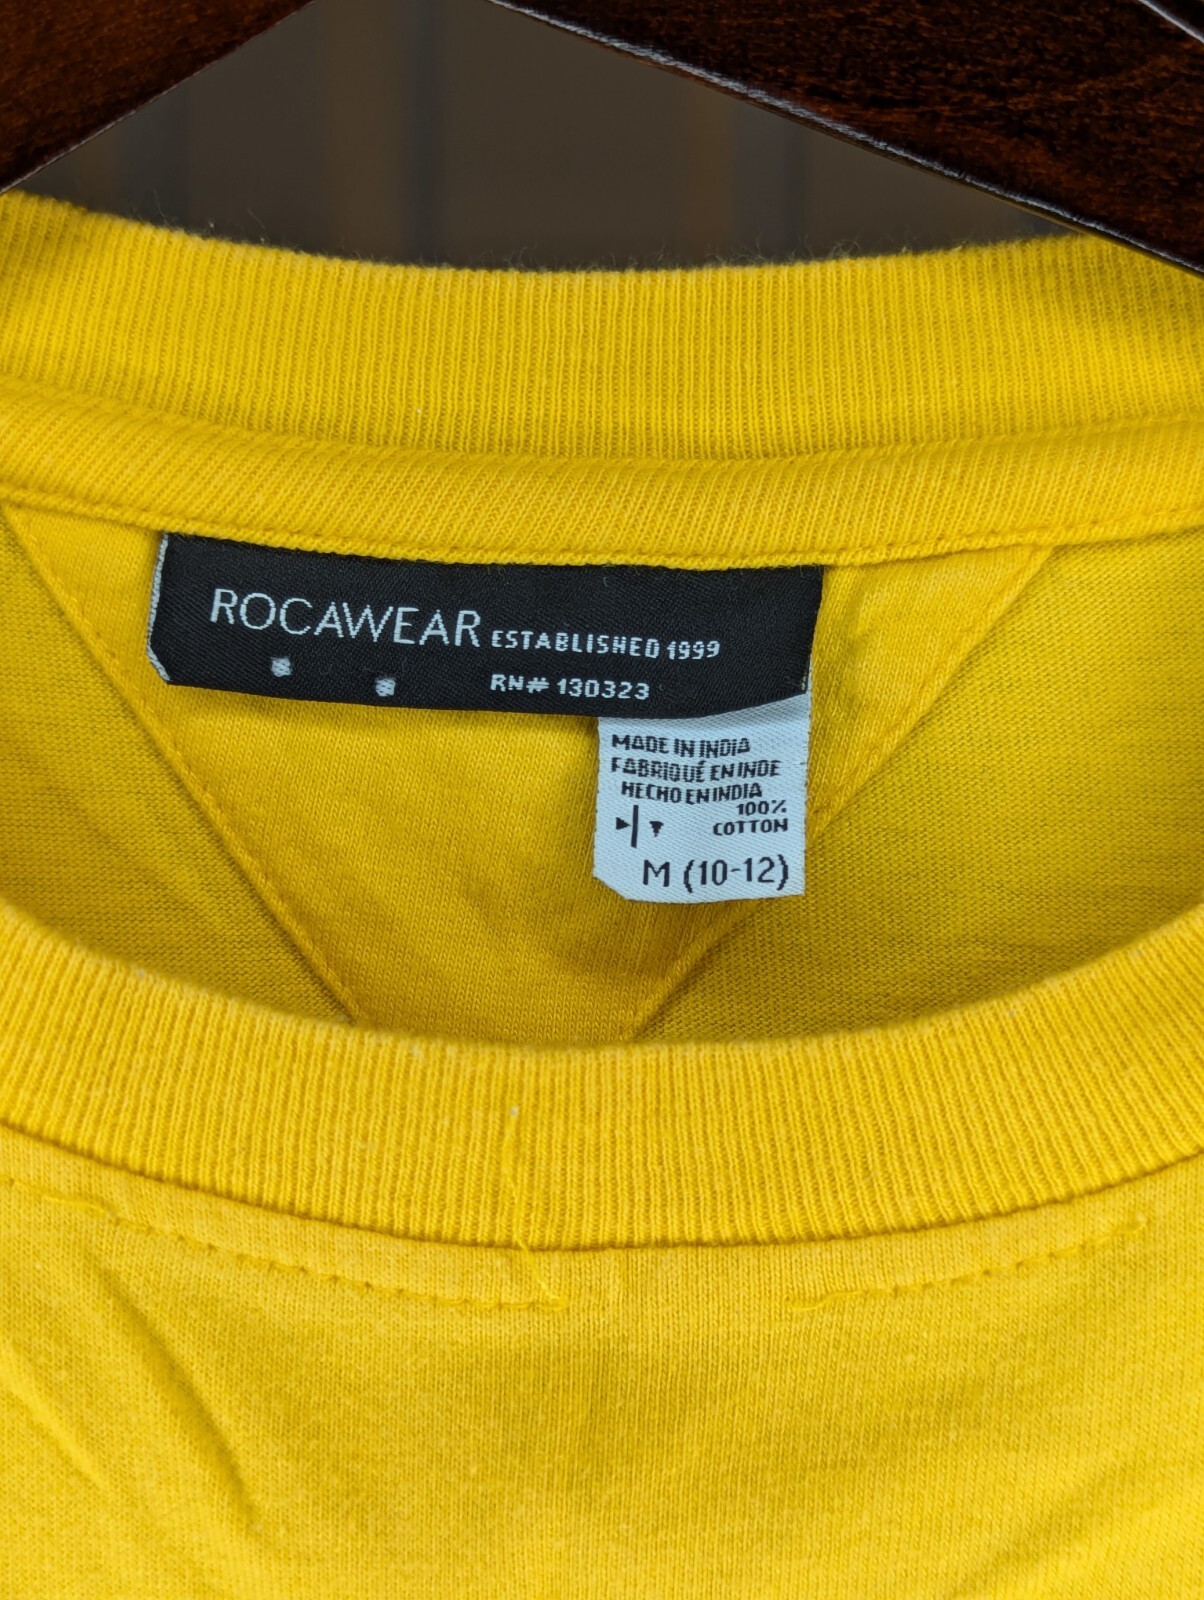 ROCAWEAR ESTABLISHED 1999
RN# 130323
MADE IN INDIA
FABRIQUÉ EN INDE
HECHO EN INDIA
100%
COTTON
M (10-12)